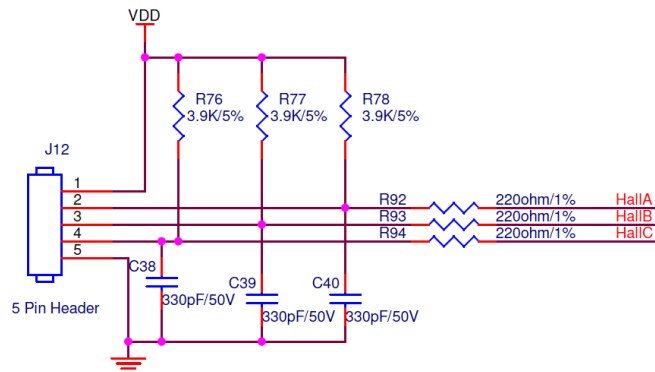 VDD
R76
3.9K/5%
R77
3.9K/5%
R78
3.9K/5%
J12
1
2
3
4
5
R92
220ohm/1%
HallA
R93
220ohm/1%
HallB
R94
220ohm/1%
HallC
C38
330pF/50V
C39
330pF/50V
C40
330pF/50V
5 Pin Header